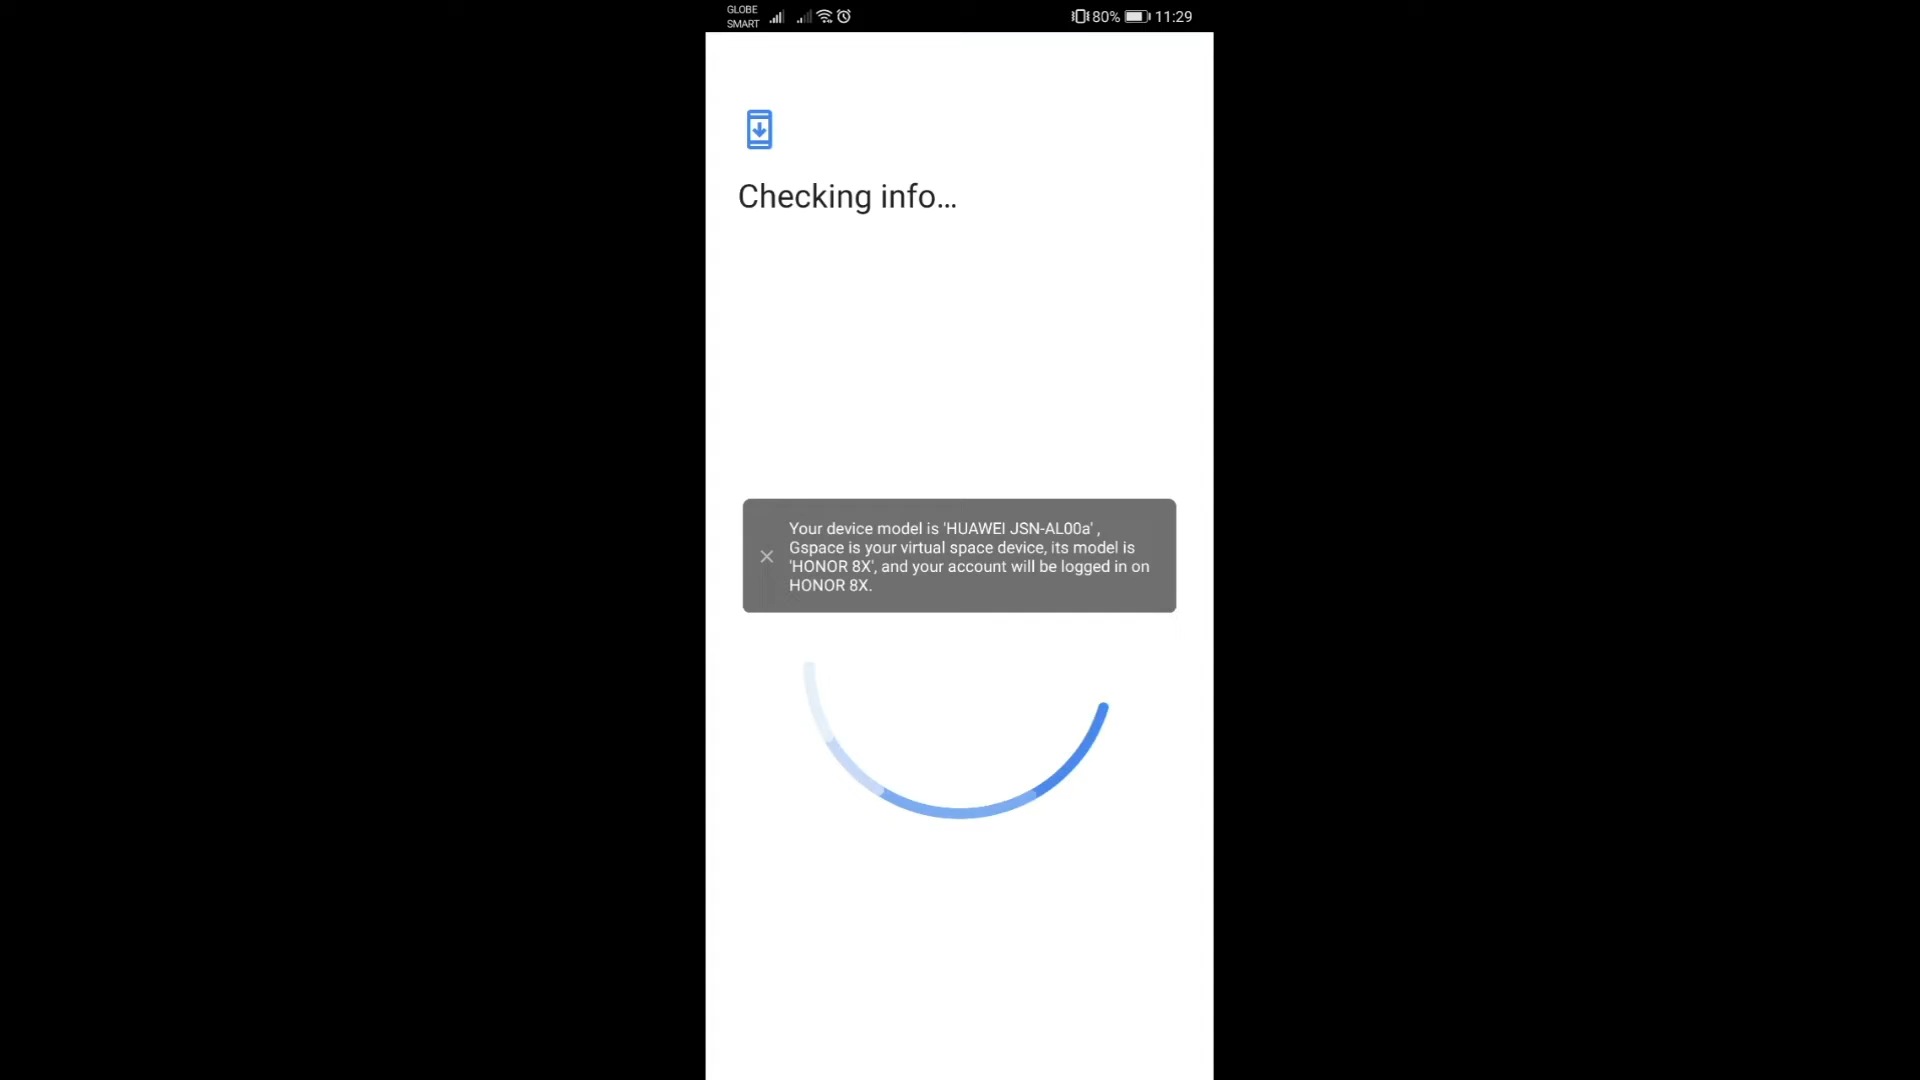 GLOBE
SMART
80% 11:29
Checking info...
Your device model is 'HUAWEI JSN-AL00a' ,
Gspace is your virtual space device, its model is
'HONOR 8X', and your account will be logged in on
HONOR 8X.